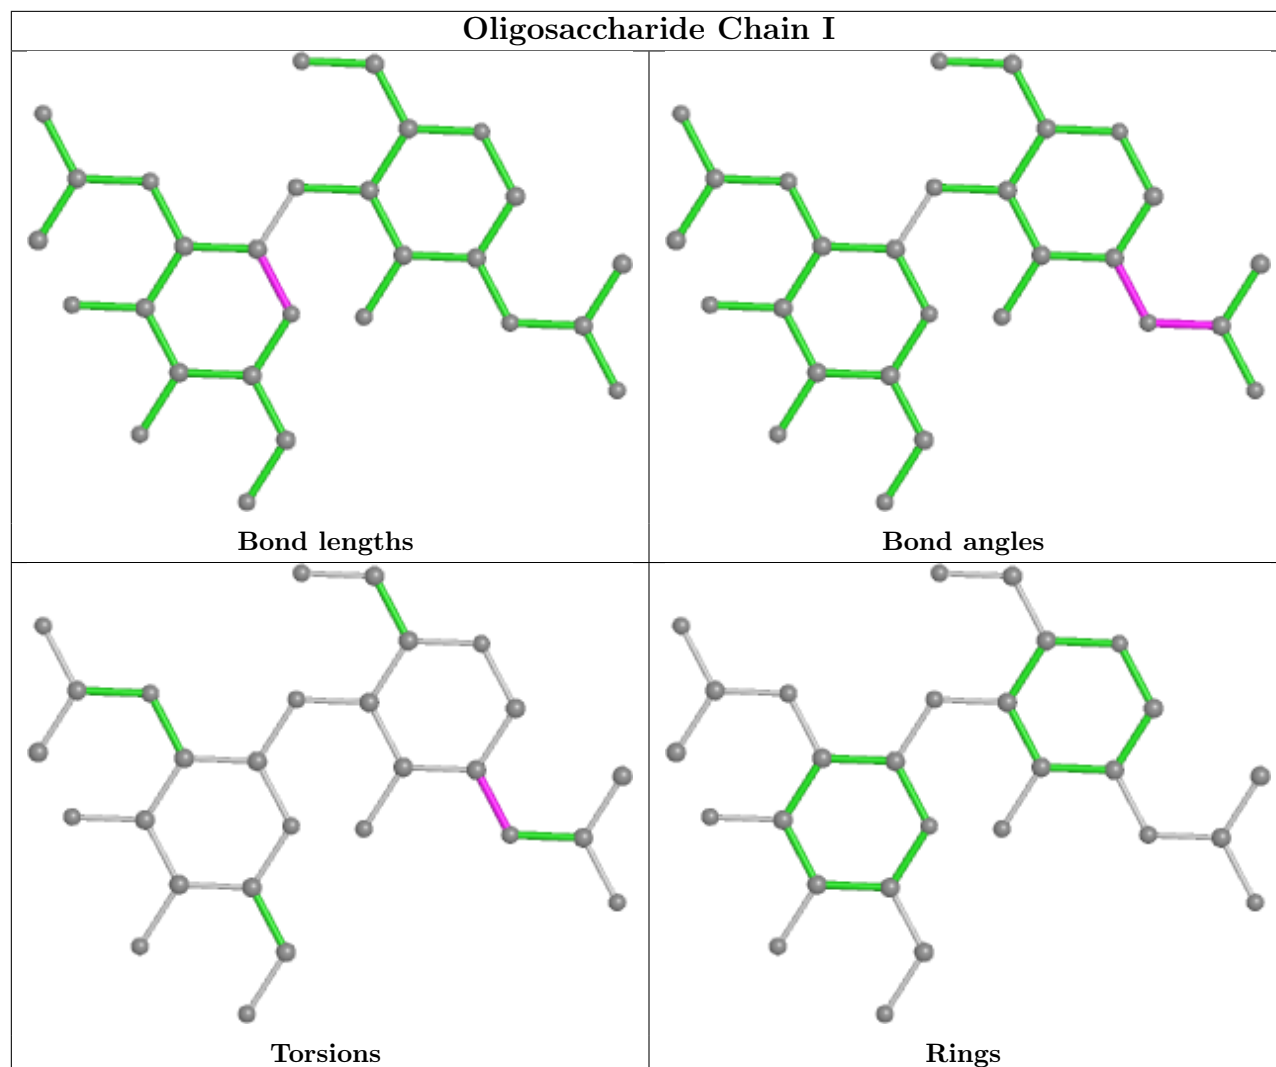 Oligosaccharide Chain I
Bond lengths
Bond angles
Torsions
Rings